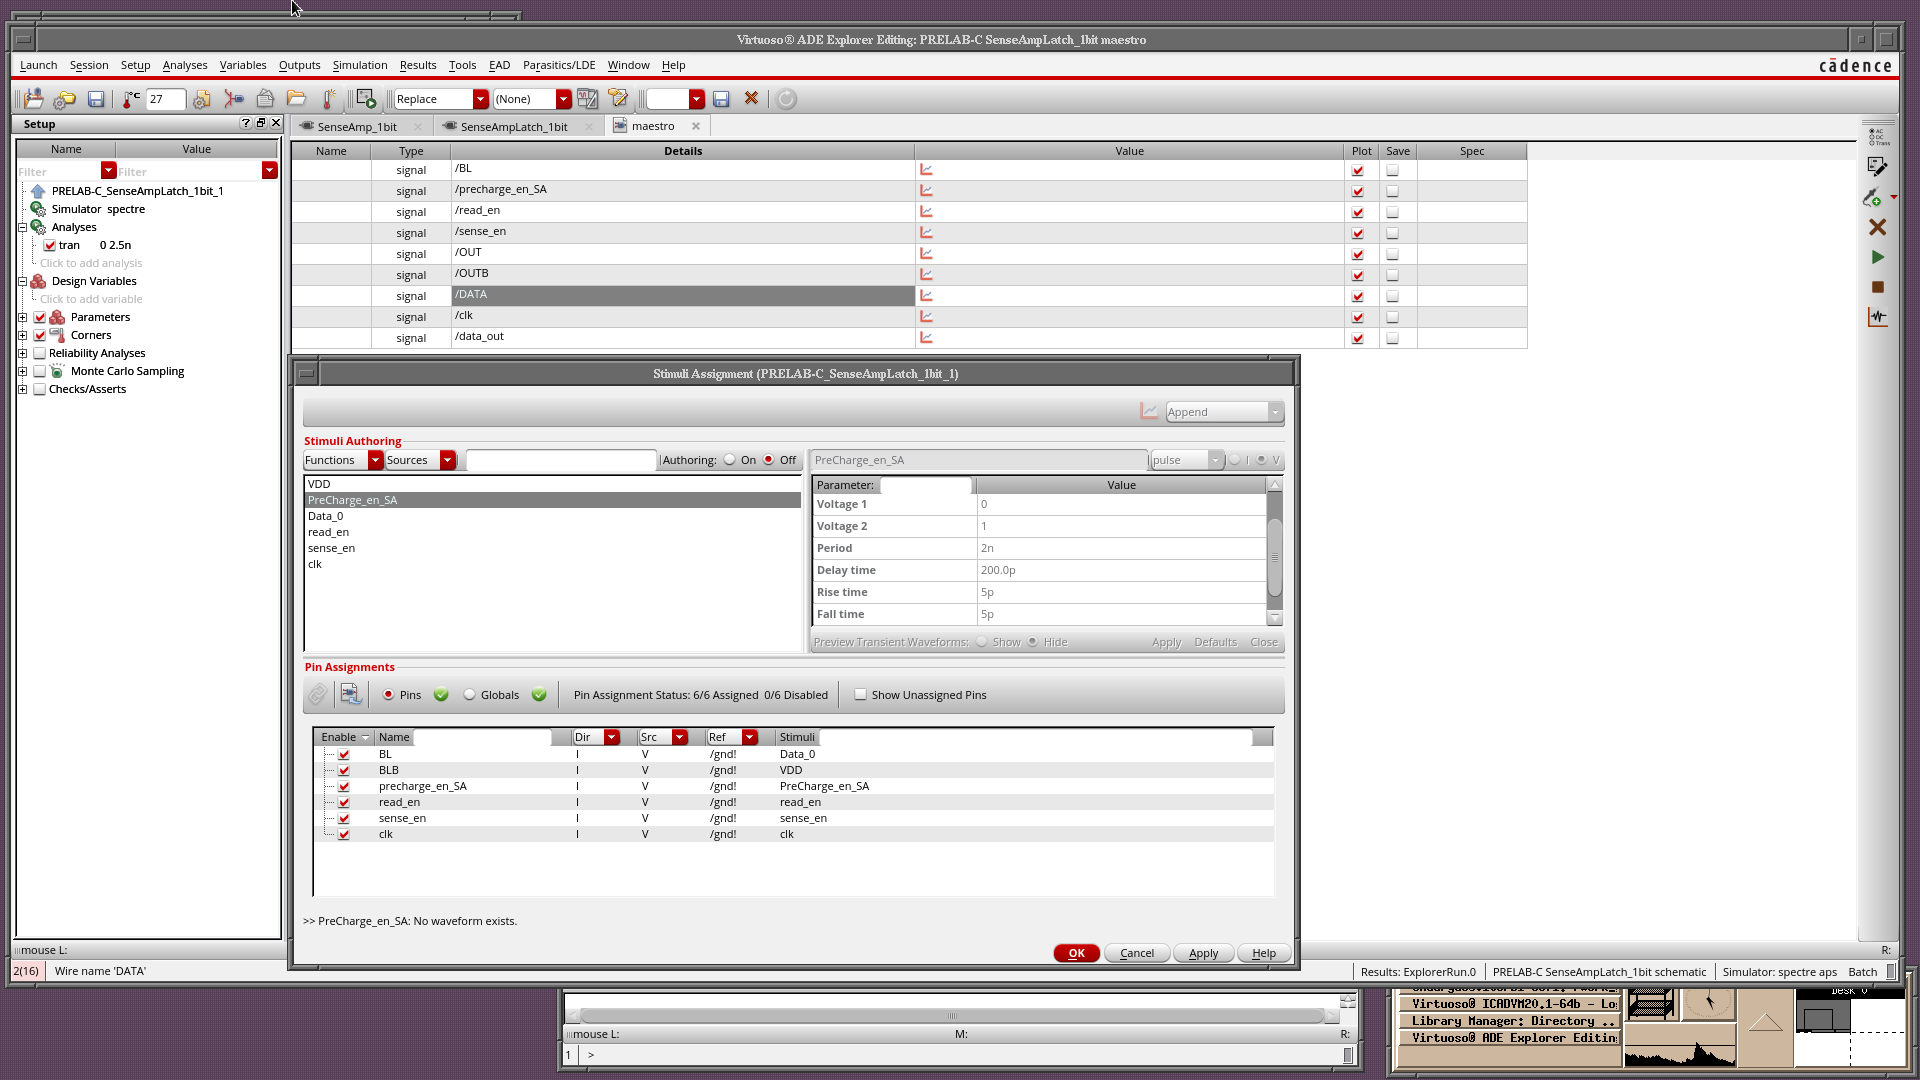 Virtuoso® ADE Explorer Editing: PRELAB-C SenseAmpLatch_1bit maestro
Launch Session Setup Analyses Variables Outputs Simulation Results Tools EAD Parasitics/LDE Window Help
cādence
°C 27 Replace (None)
Setup
SenseAmp_1bit SenseAmpLatch_1bit maestro
Name Value
Filter Filter
PRELAB-C_SenseAmpLatch_1bit_1
Simulator spectre
Analyses
tran 0 2.5n
Click to add analysis
Design Variables
Click to add variable
Parameters
Corners
Reliability Analyses
Monte Carlo Sampling
Checks/Asserts
Name Type Details Value Plot Save Spec
signal /BL
signal /precharge_en_SA
signal /read_en
signal /sense_en
signal /OUT
signal /OUTB
signal /DATA
signal /clk
signal /data_out
AC
DC
Trans
Stimuli Assignment (PRELAB-C_SenseAmpLatch_1bit_1)
Append
Stimuli Authoring
Functions Sources Authoring: On Off
VDD
PreCharge_en_SA
Data_0
read_en
sense_en
clk
PreCharge_en_SA pulse I V
Parameter: Value
Voltage 1 0
Voltage 2 1
Period 2n
Delay time 200.0p
Rise time 5p
Fall time 5p
Preview Transient Waveforms: Show Hide Apply Defaults Close
Pin Assignments
Pins Globals Pin Assignment Status: 6/6 Assigned 0/6 Disabled Show Unassigned Pins
Enable Name Dir Src Ref Stimuli
BL I V /gnd! Data_0
BLB I V /gnd! VDD
precharge_en_SA I V /gnd! PreCharge_en_SA
read_en I V /gnd! read_en
sense_en I V /gnd! sense_en
clk I V /gnd! clk
>> PreCharge_en_SA: No waveform exists.
OK Cancel Apply Help
mouse L: R:
2(16) Wire name 'DATA'
Results: ExplorerRun.0 PRELAB-C SenseAmpLatch_1bit schematic Simulator: spectre aps Batch
mouse L: M: R:
1 >
Virtuoso® ICADVM20.1-64b - Lo
Library Manager: Directory ..
Virtuoso® ADE Explorer Editin
Desk 0